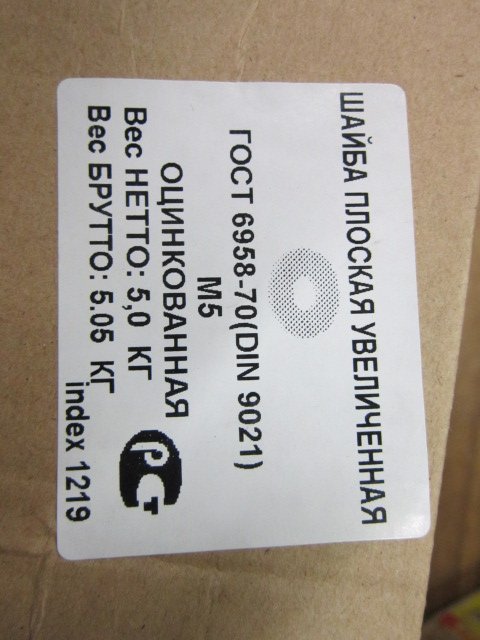 ШАЙБА ПЛОСКАЯ УВЕЛИЧЕННАЯ
ГОСТ 6958-70(DIN 9021)
М5
ОЦИНКОВАННАЯ
Вес НЕТТО: 5,0 КГ
Вес БРУТТО: 5.05 КГ
index 1219
РСТ